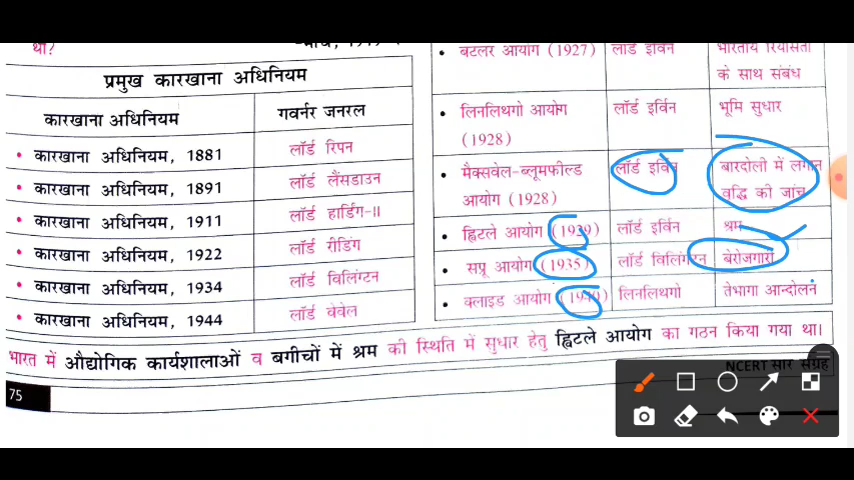 था?
प्रमुख कारखाना अधिनियम
कारखाना अधिनियम गवर्नर जनरल
• कारखाना अधिनियम, 1881 लॉर्ड रिपन
• कारखाना अधिनियम, 1891 लॉर्ड लैंसडाउन
• कारखाना अधिनियम, 1911 लॉर्ड हार्डिंग-II
• कारखाना अधिनियम, 1922 लॉर्ड रीडिंग
• कारखाना अधिनियम, 1934 लॉर्ड विलिंग्टन
• कारखाना अधिनियम, 1944 लॉर्ड वेवेल
• बटलर आयोग (1927) लॉर्ड इर्विन भारतीय रियासतों
के साथ संबंध
• लिनलिथगो आयोग लॉर्ड इर्विन भूमि सुधार
(1928)
• मैक्सवेल-ब्लूमफील्ड लॉर्ड इर्विन बारदोली में लगान
आयोग (1928) वृद्धि की जांच
• ह्विटले आयोग (1929) लॉर्ड इर्विन श्रम
• सप्रू आयोग (1935) लॉर्ड विलिंग्टन बेरोजगारी
• क्लाइड आयोग लिनलिथगो तेभागा आन्दोलन
भारत में औद्योगिक कार्यशालाओं व बगीचों में श्रम की स्थिति में सुधार हेतु ह्विटले आयोग का गठन किया गया था।
75
NCERT सार संग्रह